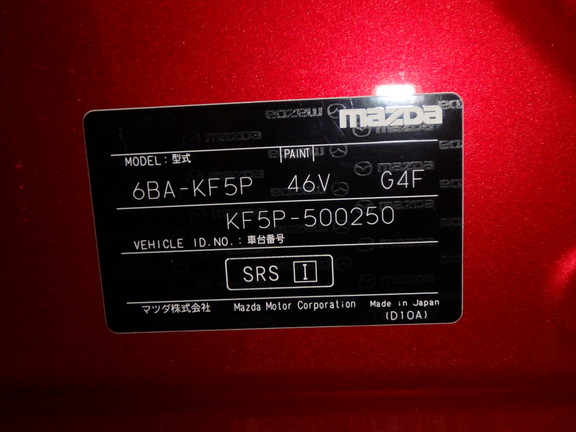 mazda
MODEL: 型式 PAINT
6BA-KF5P 46V G4F
KF5P-500250
VEHICLE ID.NO.: 車台番号
SRS I
マツダ株式会社 Mazda Motor Corporation Made in Japan
(D10A)